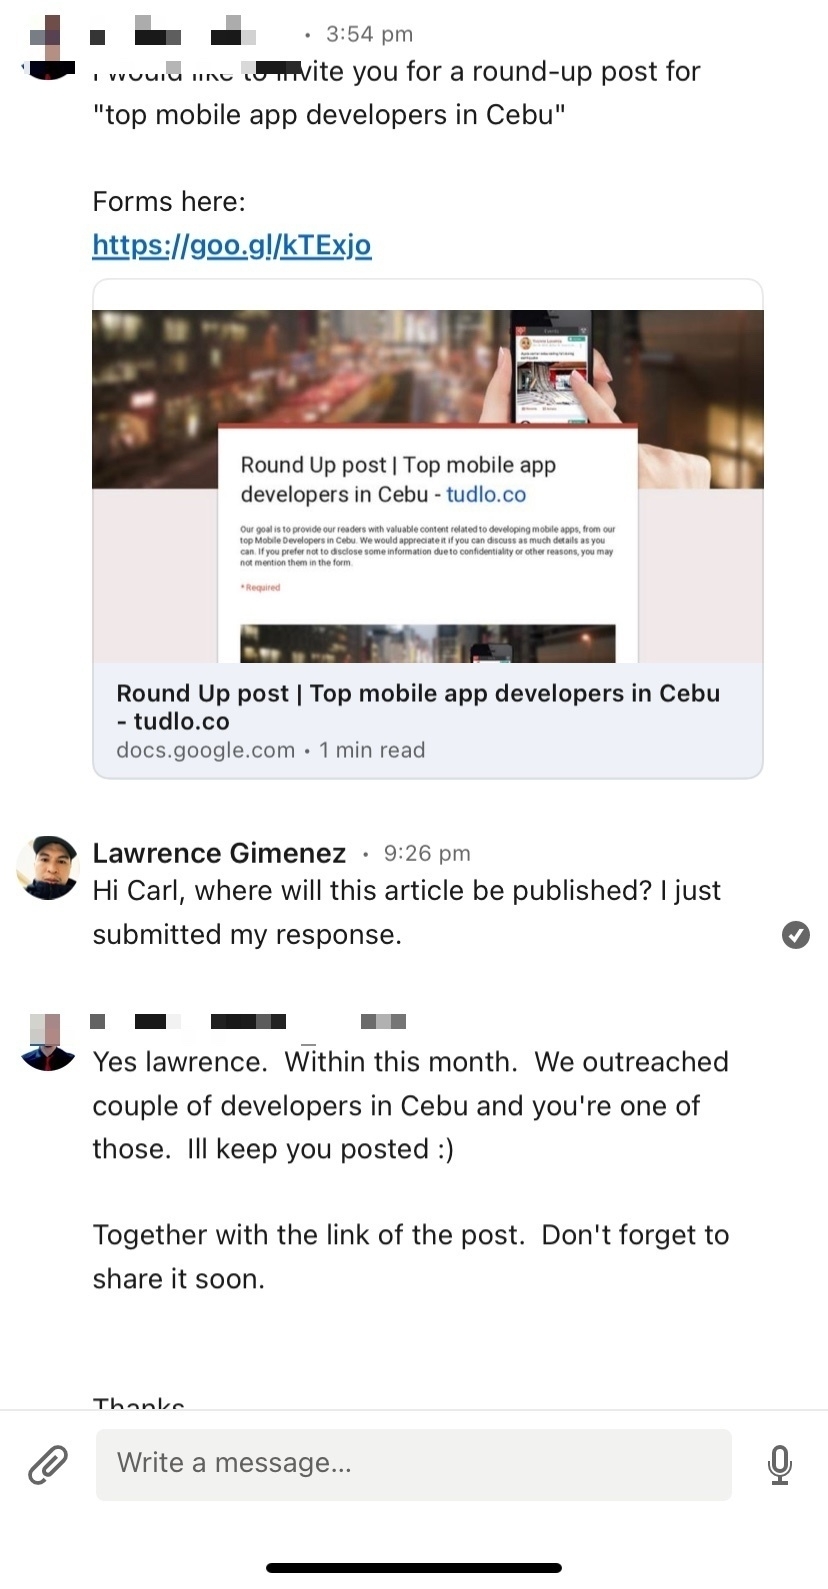 3:54 pm
I would like to invite you for a round-up post for
"top mobile app developers in Cebu"
Forms here:
https://goo.gl/kTExjo
Round Up post | Top mobile app
developers in Cebu - tudlo.co
Our goal is to provide our readers with valuable content related to developing mobile apps, from our
top Mobile Developers in Cebu. We would appreciate it if you can discuss as much details as you
can. If you prefer not to disclose some information due to confidentiality or other reasons, you may
not mention them in the form.
* Required
Round Up post | Top mobile app developers in Cebu
- tudlo.co
docs.google.com • 1 min read
Lawrence Gimenez • 9:26 pm
Hi Carl, where will this article be published? I just
submitted my response.
Yes lawrence.  Within this month.  We outreached
couple of developers in Cebu and you're one of
those.  Ill keep you posted :)
Together with the link of the post.  Don't forget to
share it soon.
Thanks
Write a message...